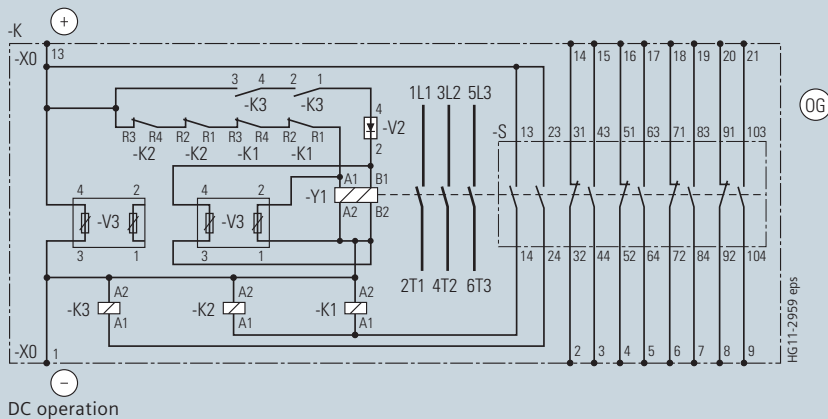 -K +
-X0 13 14 15 16 17 18 19 20 21
3 4 2 1
-K3 -K3
1L1 3L2 5L3
OG
4
-V2
2
R3 R4 R2 R1 R3 R4 R2 R1
-K2 -K2 -K1 -K1
-S 13 23 31 43 51 63 71 83 91 103
4 2 4 2 A1 B1
-V3 -V3 -Y1
A2 B2
3 1 3 1
14 24 32 44 52 64 72 84 92 104
2T1 4T2 6T3
A2 A2 A2
-K3 -K2 -K1
A1 A1 A1
HG11-2959 eps
-X0 1 2 3 4 5 6 7 8 9
−
DC operation